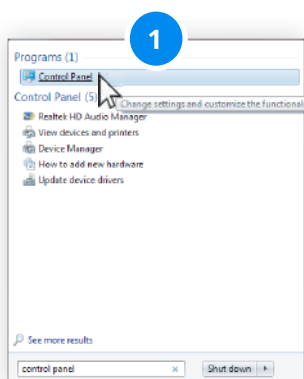 1
Programs (1)
Control Panel
Control Panel (5)
Change settings and customize the functional
Realtek HD Audio Manager
View devices and printers
Device Manager
How to add new hardware
Update device drivers
See more results
control panel
Shut down